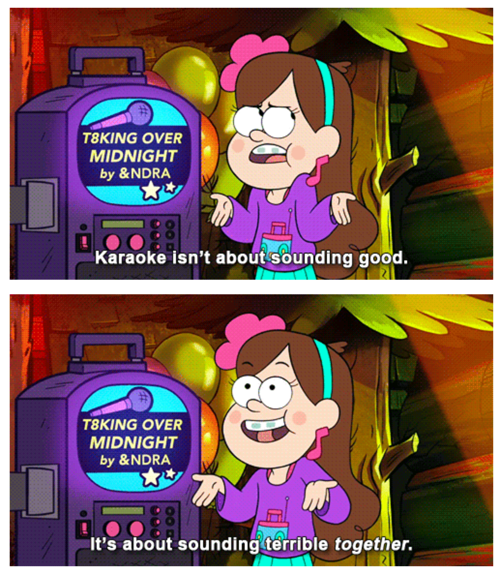 T8KING OVER
MIDNIGHT
by &NDRA
Karaoke isn't about sounding good.
T8KING OVER
MIDNIGHT
by &NDRA
It's about sounding terrible together.